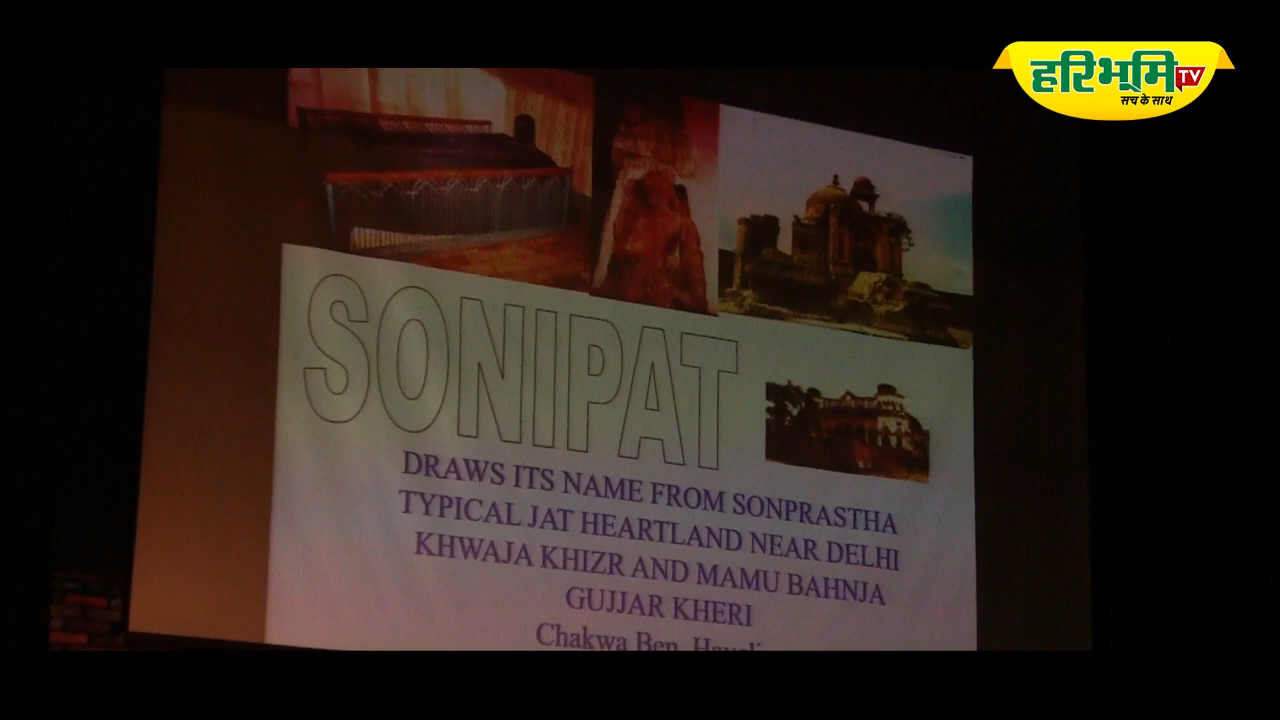 हरिभूमि TV
सच के साथ
SONIPAT
DRAWS ITS NAME FROM SONPRASTHA
TYPICAL JAT HEARTLAND NEAR DELHI
KHWAJA KHIZR AND MAMU BAHNJA
GUJJAR KHERI
Chakwa Ben